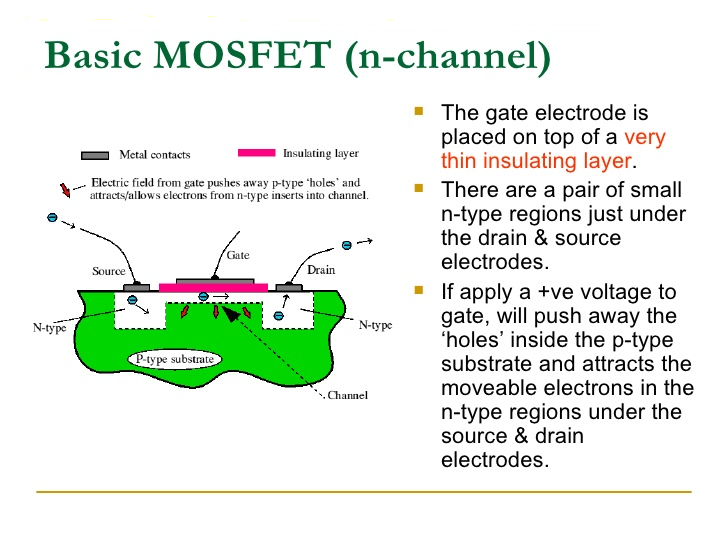 Basic MOSFET (n-channel)
Metal contacts
Insulating layer
Electric field from gate pushes away p-type ‘holes’ and
attracts/allows electrons from n-type inserts into channel.
Gate
Source
Drain
N-type
N-type
P-type substrate
Channel
The gate electrode is
placed on top of a very
thin insulating layer.
There are a pair of small
n-type regions just under
the drain & source
electrodes.
If apply a +ve voltage to
gate, will push away the
‘holes’ inside the p-type
substrate and attracts the
moveable electrons in the
n-type regions under the
source & drain
electrodes.